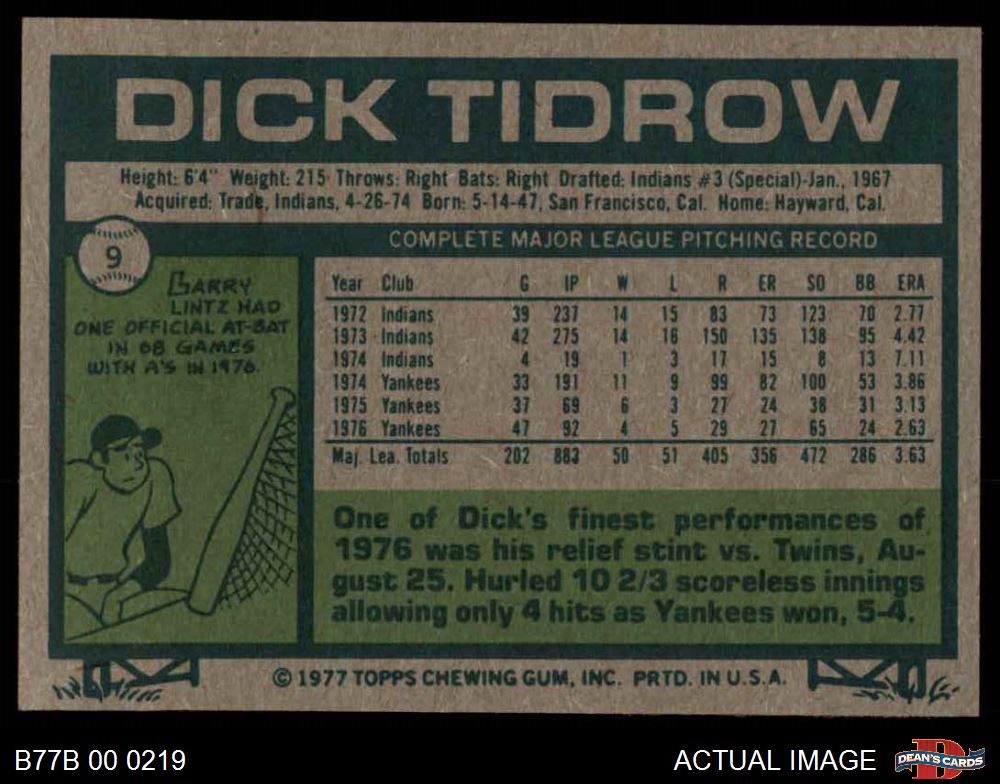 DICK TIDROW
Height: 6'4" Weight: 215 Throws: Right Bats: Right Drafted: Indians #3 (Special)-Jan., 1967
Acquired: Trade, Indians, 4-26-74 Born: 5-14-47, San Francisco, Cal. Home: Hayward, Cal.
9
COMPLETE MAJOR LEAGUE PITCHING RECORD
LARRY
LINTZ HAD
ONE OFFICIAL AT-BAT
IN 68 GAMES
WITH A'S IN 1976.
Year Club G IP W L R ER SO BB ERA
1972 Indians 39 237 14 15 83 73 123 70 2.77
1973 Indians 42 275 14 16 150 135 138 95 4.42
1974 Indians 4 19 1 3 17 15 8 13 7.11
1974 Yankees 33 191 11 9 99 82 100 53 3.86
1975 Yankees 37 69 6 3 27 24 38 31 3.13
1976 Yankees 47 92 4 5 29 27 65 24 2.63
Maj. Lea. Totals 202 883 50 51 405 356 472 286 3.63
One of Dick's finest performances of
1976 was his relief stint vs. Twins, Au-
gust 25. Hurled 10 2/3 scoreless innings
allowing only 4 hits as Yankees won, 5-4.
© 1977 TOPPS CHEWING GUM, INC. PRTD. IN U.S.A.
B77B 00 0219
ACTUAL IMAGE
DEAN'S CARDS